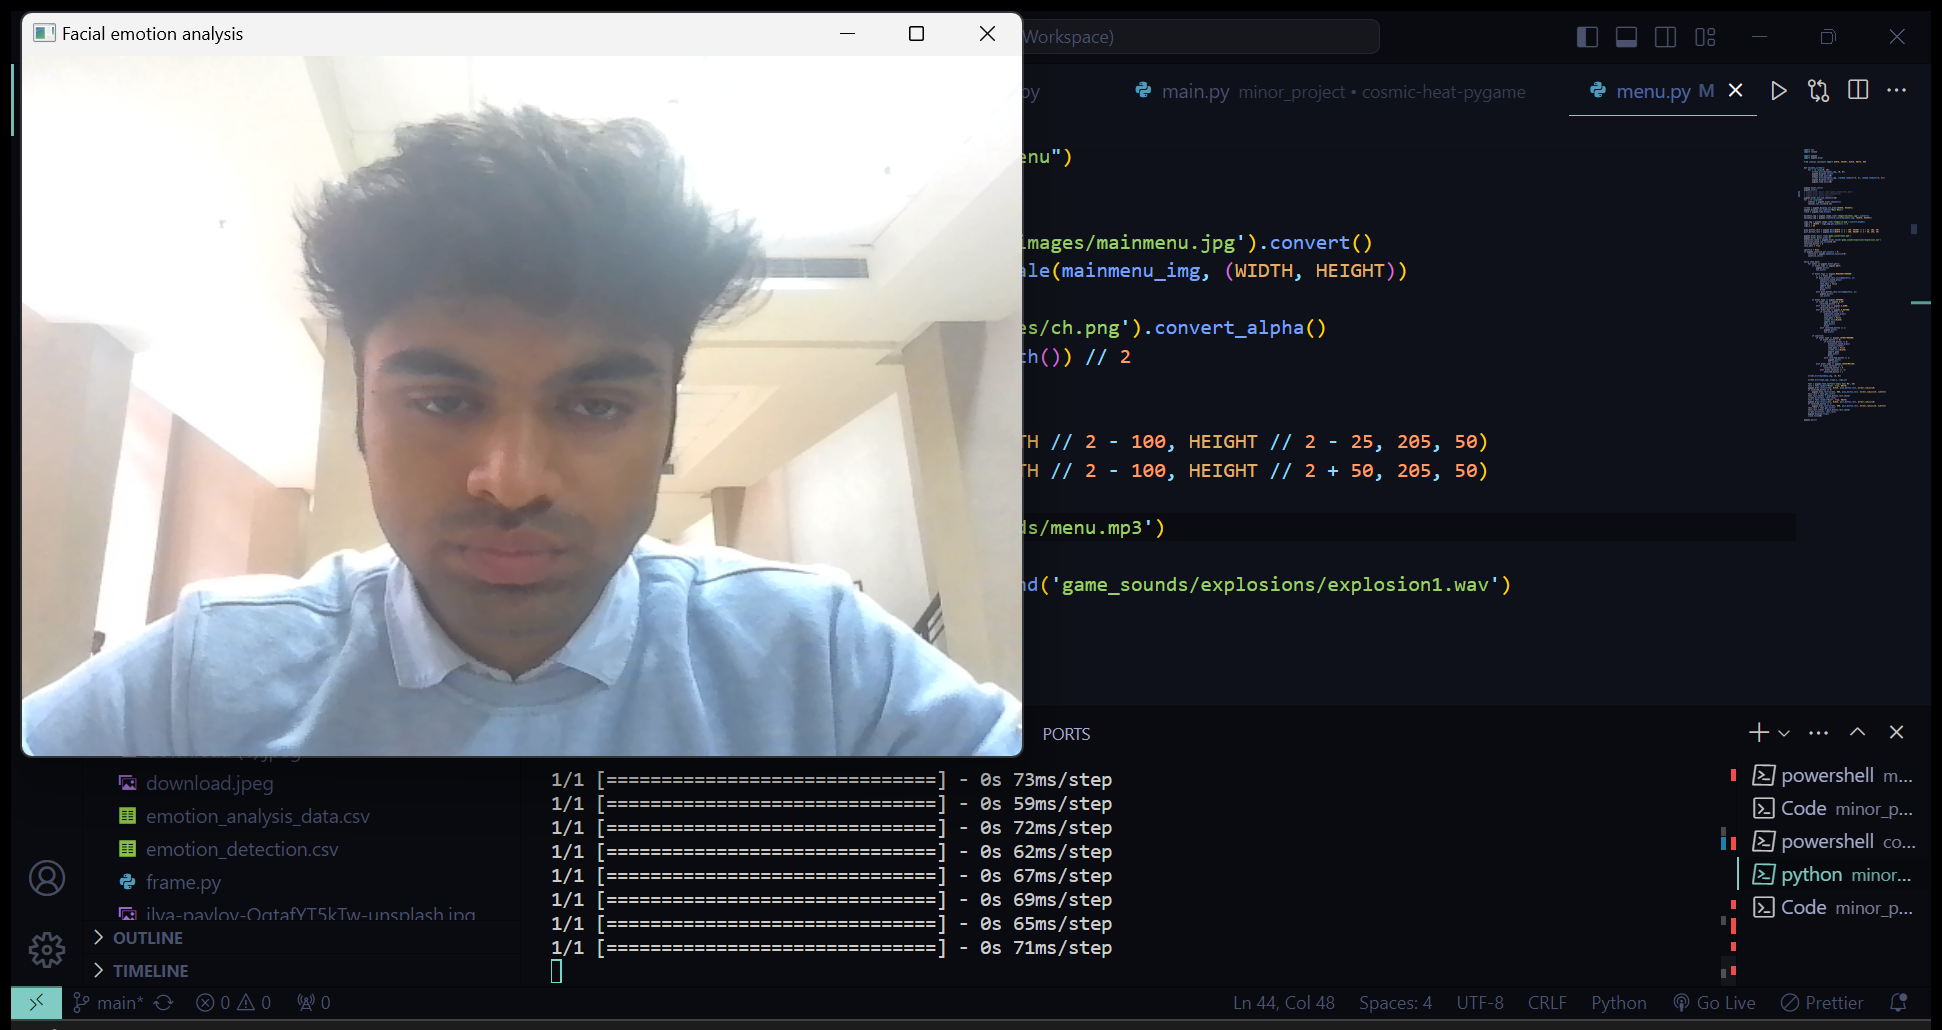 Facial emotion analysis
Workspace)
main.py minor_project • cosmic-heat-pygame
menu.py M
enu")
images/mainmenu.jpg').convert()
ale(mainmenu_img, (WIDTH, HEIGHT))
es/ch.png').convert_alpha()
th()) // 2
TH // 2 - 100, HEIGHT // 2 - 25, 205, 50)
TH // 2 - 100, HEIGHT // 2 + 50, 205, 50)
ds/menu.mp3')
nd('game_sounds/explosions/explosion1.wav')
PORTS
download.jpeg
emotion_analysis_data.csv
emotion_detection.csv
frame.py
ilya-pavlov-OqtafYT5kTw-unsplash.jpg
OUTLINE
TIMELINE
1/1 [==============================] - 0s 73ms/step
1/1 [==============================] - 0s 59ms/step
1/1 [==============================] - 0s 72ms/step
1/1 [==============================] - 0s 62ms/step
1/1 [==============================] - 0s 67ms/step
1/1 [==============================] - 0s 69ms/step
1/1 [==============================] - 0s 65ms/step
1/1 [==============================] - 0s 71ms/step
powershell m...
Code minor_p...
powershell co...
python minor...
Code minor_p...
main* 0 0 0
Ln 44, Col 48 Spaces: 4 UTF-8 CRLF Python Go Live Prettier